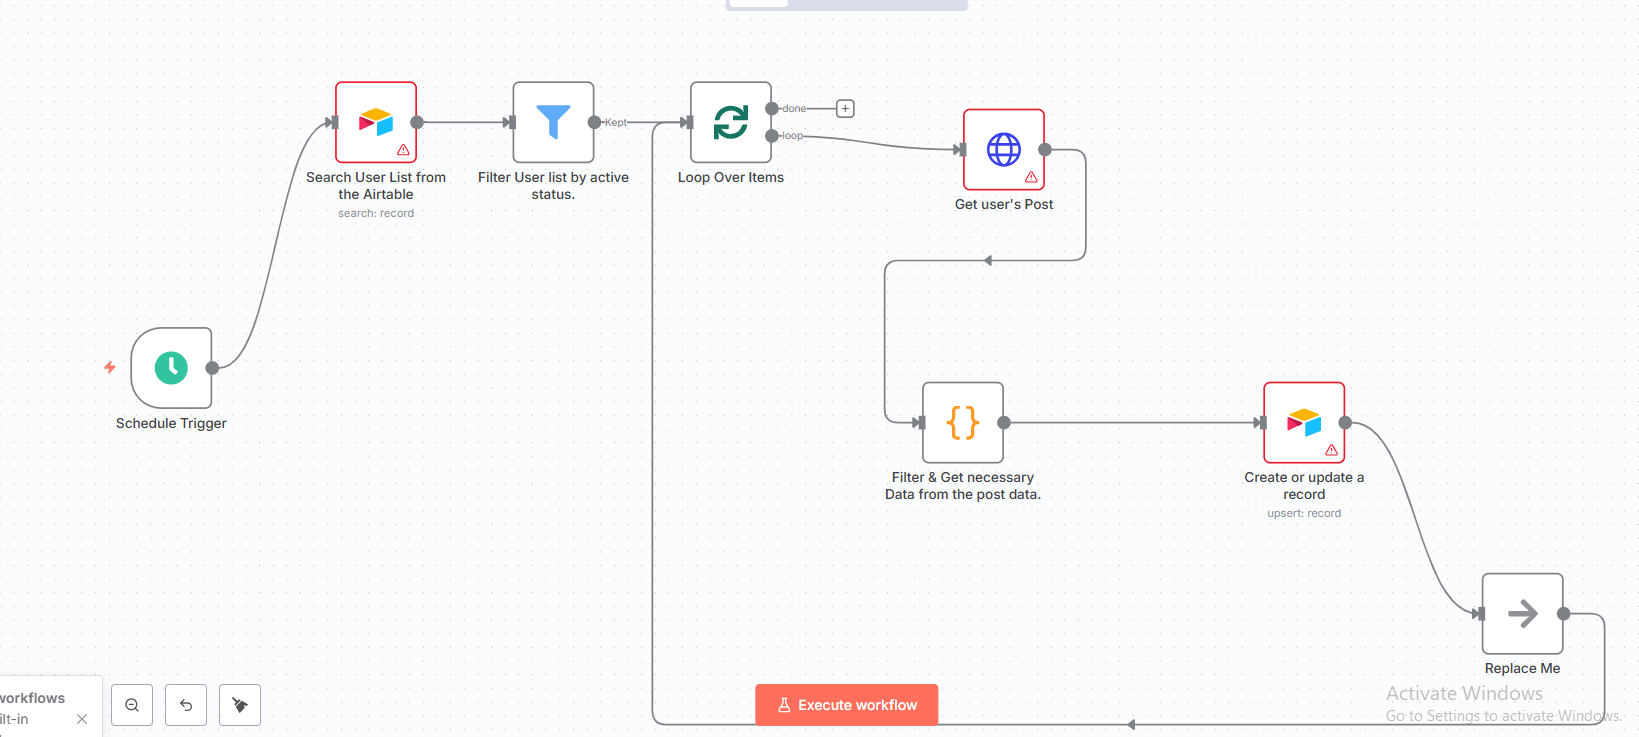 Search User List from
the Airtable
search: record
Kept
Filter User list by active
status.
done
loop
Loop Over Items
Get user's Post
Schedule Trigger
{}
Filter & Get necessary
Data from the post data.
Create or update a
record
upsert: record
Replace Me
workflows
ilt-in
Execute workflow
Activate Windows
Go to Settings to activate Windows.